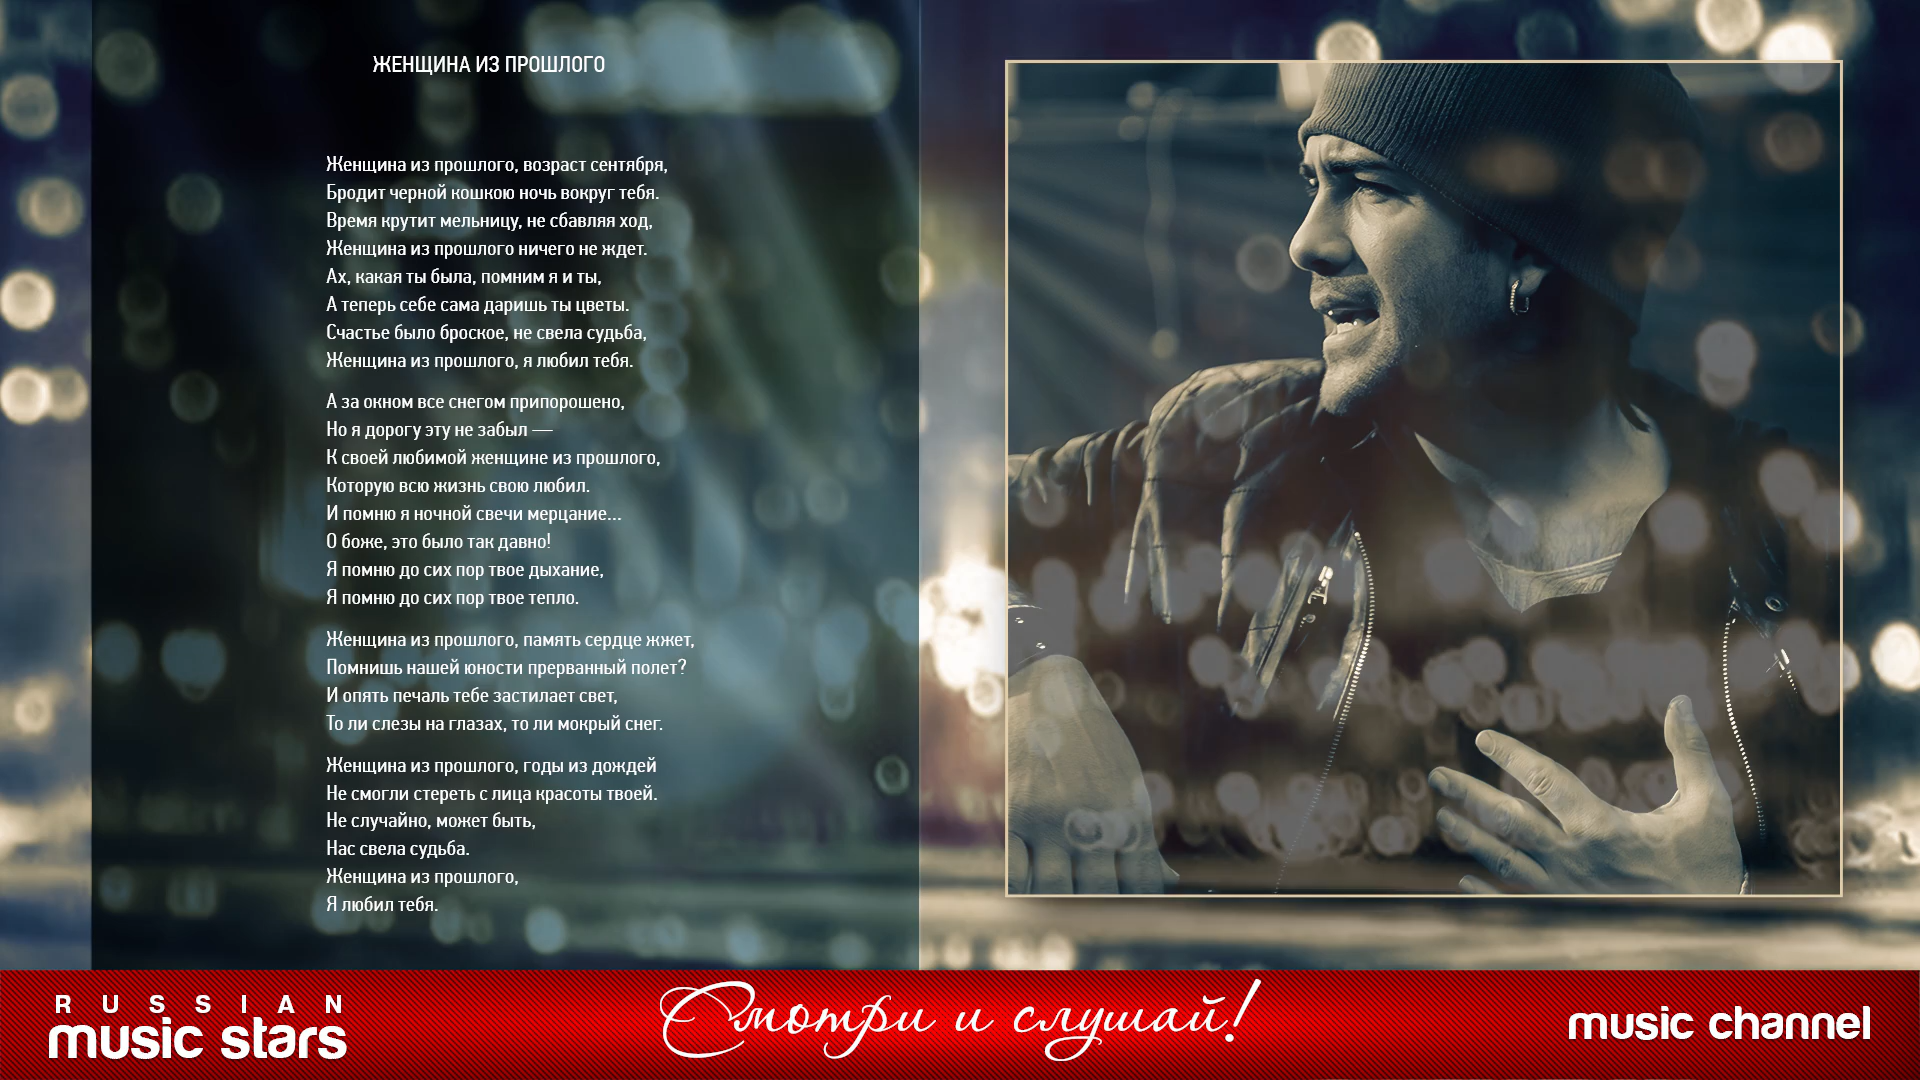 ЖЕНЩИНА ИЗ ПРОШЛОГО
Женщина из прошлого, возраст сентября,
Бродит черной кошкою ночь вокруг тебя.
Время крутит мельницу, не сбавляя ход,
Женщина из прошлого ничего не ждет.
Ах, какая ты была, помним я и ты,
А теперь себе сама даришь ты цветы.
Счастье было броское, не свела судьба,
Женщина из прошлого, я любил тебя.
А за окном все снегом припорошено,
Но я дорогу эту не забыл —
К своей любимой женщине из прошлого,
Которую всю жизнь свою любил.
И помню я ночной свечи мерцание...
О боже, это было так давно!
Я помню до сих пор твое дыхание,
Я помню до сих пор твое тепло.
Женщина из прошлого, память сердце жжет,
Помнишь нашей юности прерванный полет?
И опять печаль тебе застилает свет,
То ли слезы на глазах, то ли мокрый снег.
Женщина из прошлого, годы из дождей
Не смогли стереть с лица красоты твоей.
Не случайно, может быть,
Нас свела судьба.
Женщина из прошлого,
Я любил тебя.
RUSSIAN
music stars
Смотри и слушай!
music channel